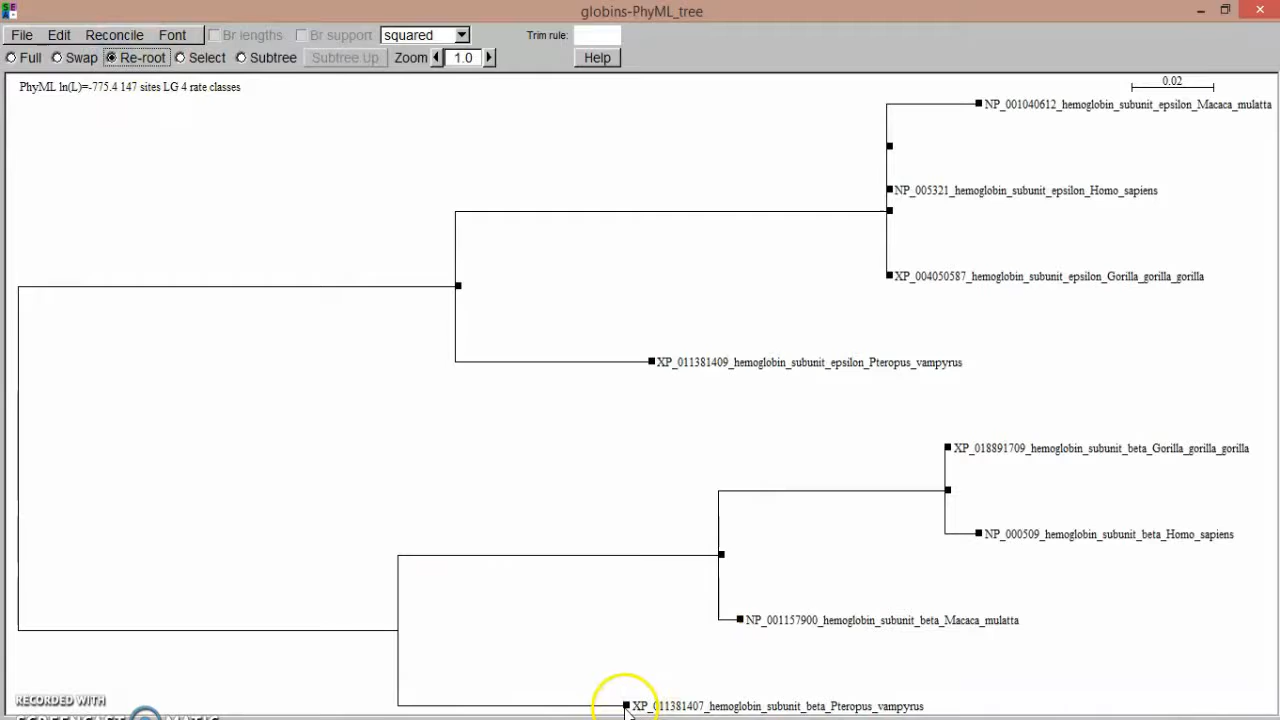 globins-PhyML_tree
File Edit Reconcile Font Br lengths Br support squared Trim rule:
Full Swap Re-root Select Subtree Subtree Up Zoom 1.0 Help
PhyML ln(L)=-775.4 147 sites LG 4 rate classes
0.02
NP_001040612_hemoglobin_subunit_epsilon_Macaca_mulatta
NP_005321_hemoglobin_subunit_epsilon_Homo_sapiens
XP_004050587_hemoglobin_subunit_epsilon_Gorilla_gorilla_gorilla
XP_011381409_hemoglobin_subunit_epsilon_Pteropus_vampyrus
XP_018891709_hemoglobin_subunit_beta_Gorilla_gorilla_gorilla
NP_000509_hemoglobin_subunit_beta_Homo_sapiens
NP_001157900_hemoglobin_subunit_beta_Macaca_mulatta
XP_011381407_hemoglobin_subunit_beta_Pteropus_vampyrus
RECORDED WITH